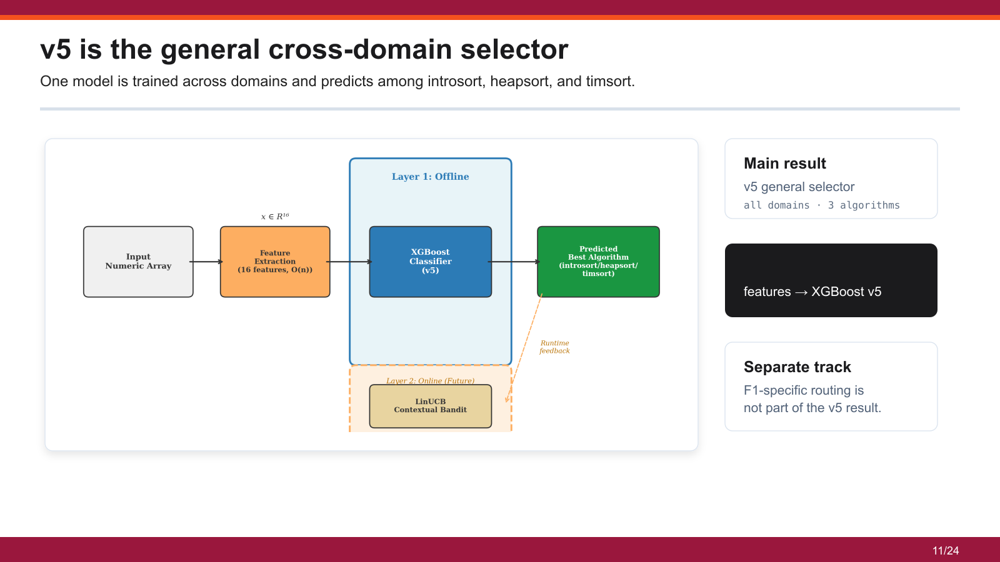 v5 is the general cross-domain selector
One model is trained across domains and predicts among introsort, heapsort, and timsort.
Layer 1: Offline
x ∈ R¹⁶
Input
Numeric Array
Feature
Extraction
(16 features, O(n))
XGBoost
Classifier
(v5)
Predicted
Best Algorithm
(introsort/heapsort/
timsort)
Runtime
feedback
Layer 2: Online (Future)
LinUCB
Contextual Bandit
Main result
v5 general selector
all domains · 3 algorithms
features → XGBoost v5
Separate track
F1-specific routing is
not part of the v5 result.
11/24